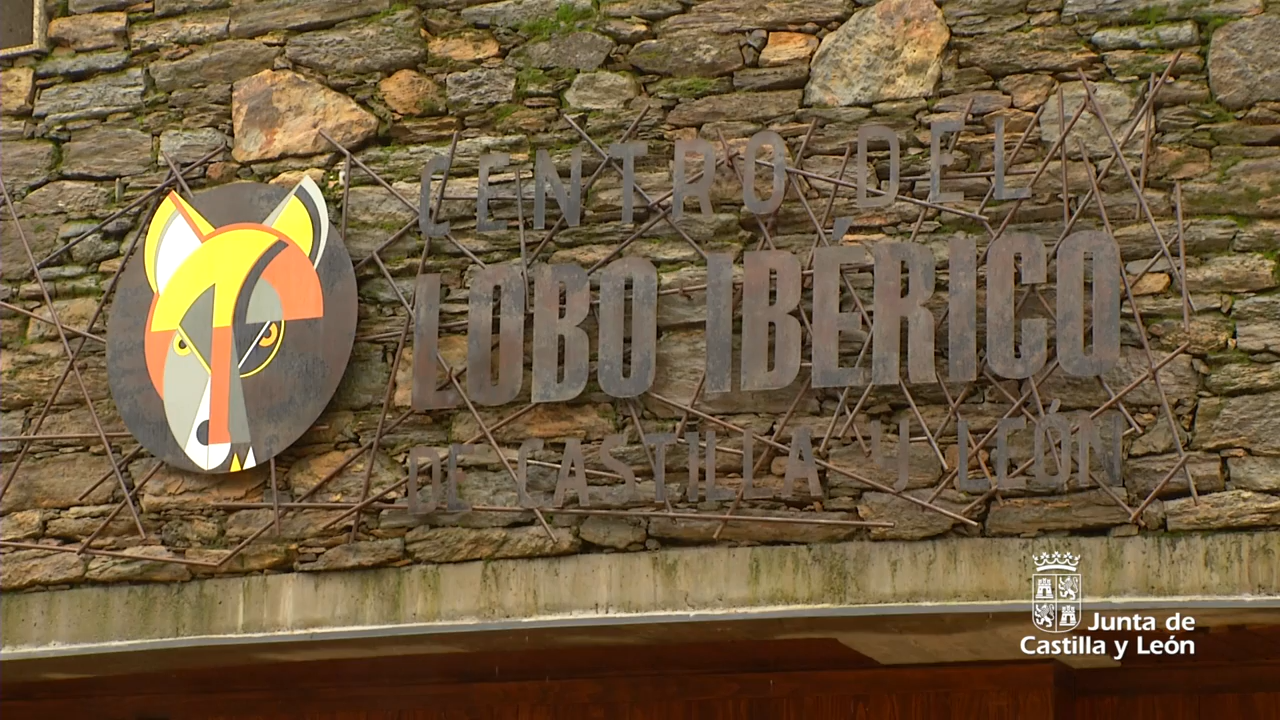 CENTRO DEL
LOBO IBÉRICO
DE CASTILLA Y LEÓN
Junta de
Castilla y León